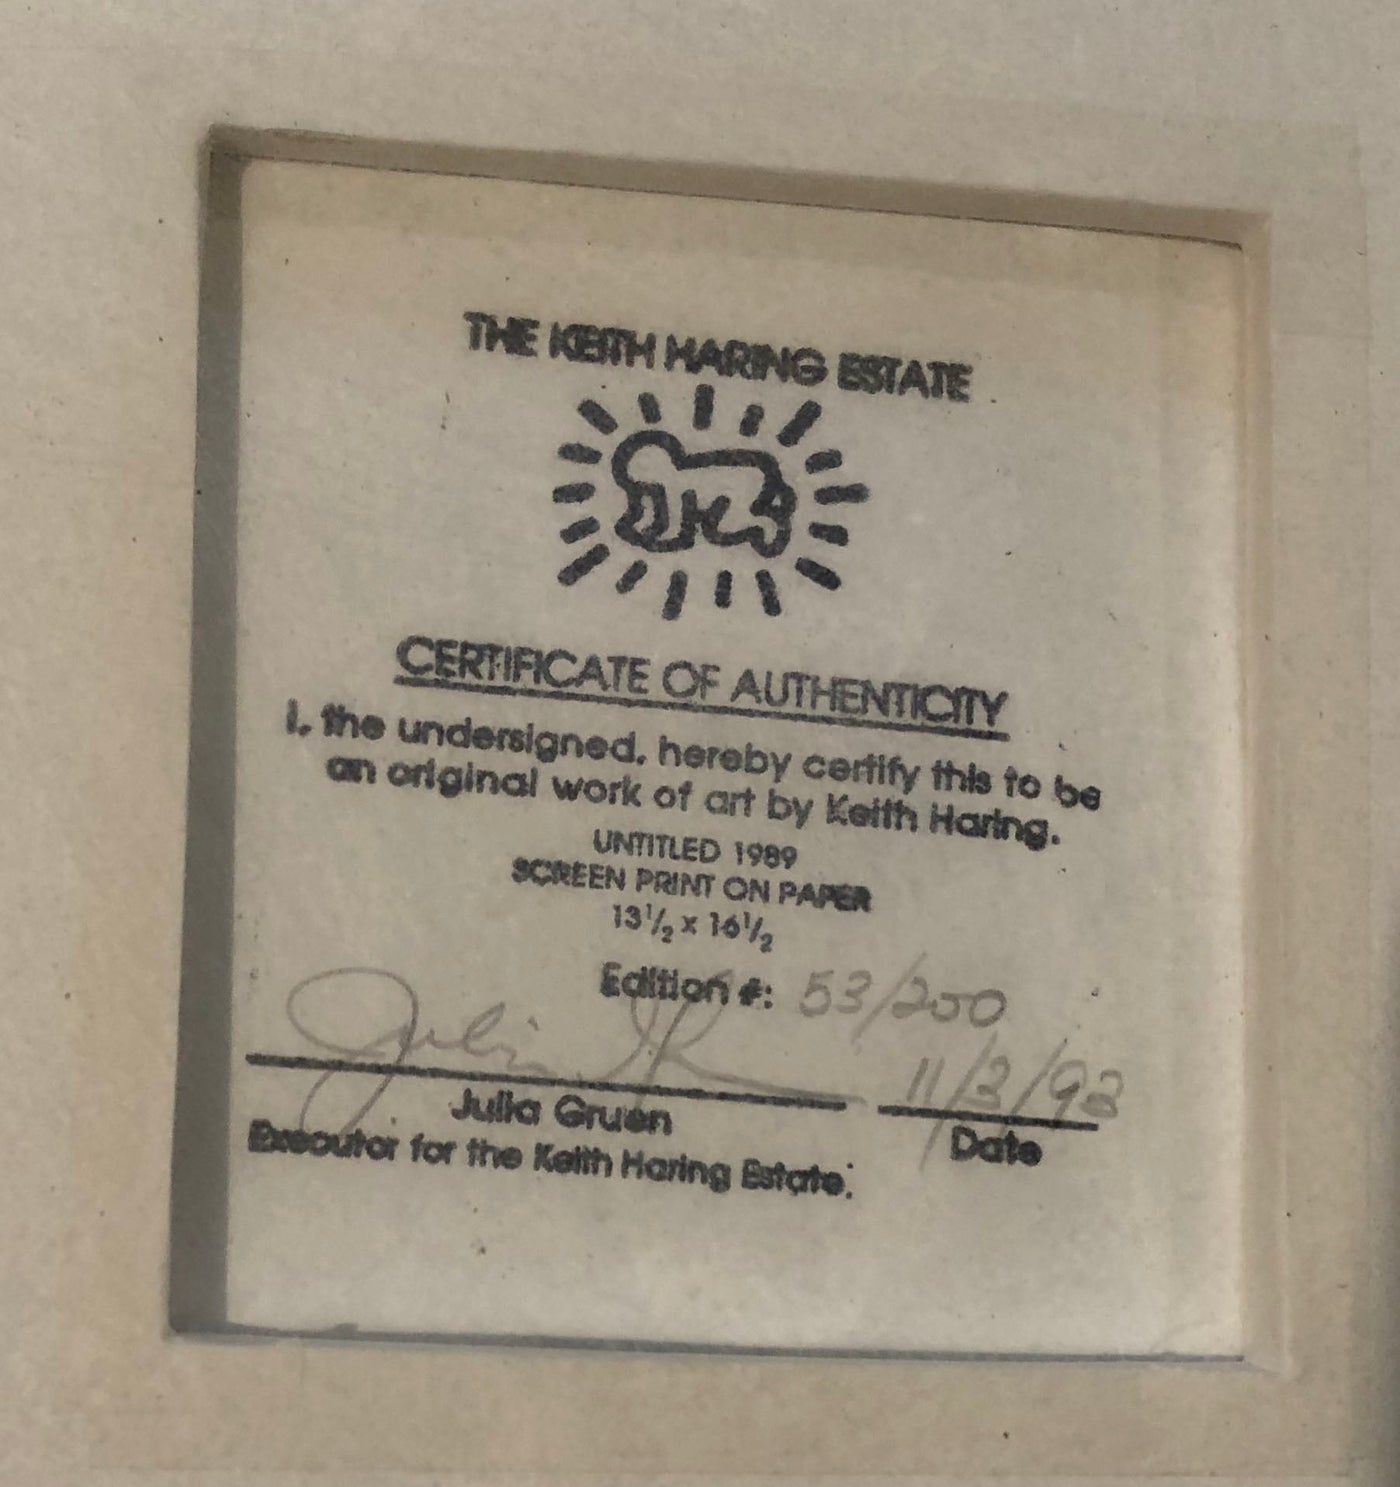 THE KEITH HARING ESTATE
CERTIFICATE OF AUTHENTICITY
I, the undersigned, hereby certify this to be
an original work of art by Keith Haring.
UNTITLED 1989
SCREEN PRINT ON PAPER
13½ x 16½
Edition #: 53/200
11/3/93
Julia Gruen Date
Executor for the Keith Haring Estate.